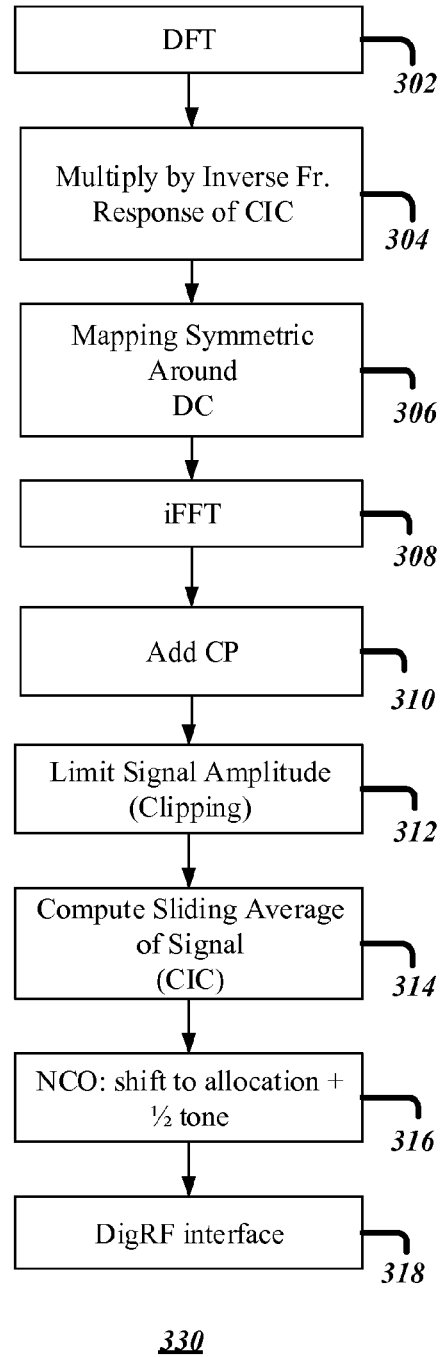 DFT
302
Multiply by Inverse Fr.
Response of CIC
304
Mapping Symmetric
Around
DC
306
iFFT
308
Add CP
310
Limit Signal Amplitude
(Clipping)
312
Compute Sliding Average
of Signal
(CIC)
314
NCO: shift to allocation +
½ tone
316
DigRF interface
318
330